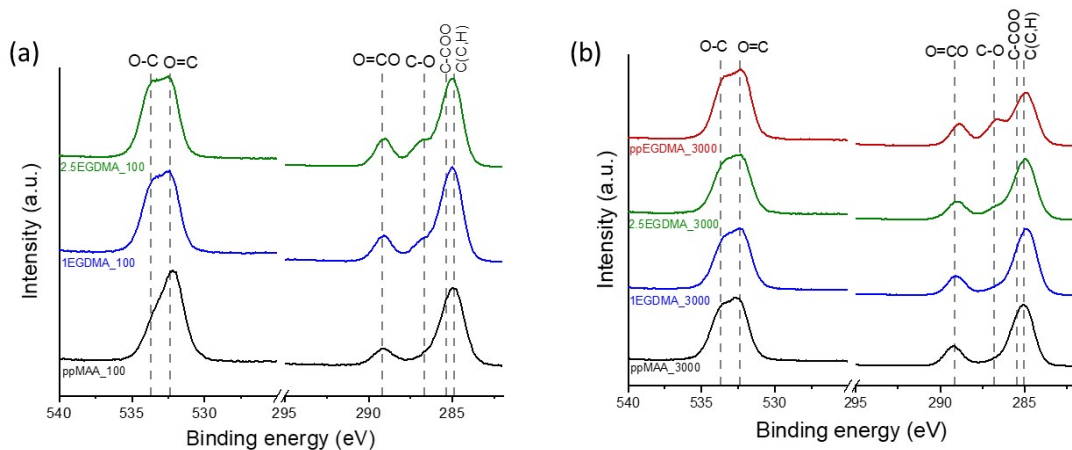 (a)
O-C O=C
O=CO
C-O
C-COO
C(C,H)
2.5EGDMA_100
1EGDMA_100
ppMAA_100
Intensity (a.u.)
540 535 530 295 290 285
Binding energy (eV)
(b)
O-C O=C
O=CO
C-O
C-COO
C(C,H)
ppEGDMA_3000
2.5EGDMA_3000
1EGDMA_3000
ppMAA_3000
Intensity (a.u.)
540 535 530 295 290 285
Binding energy (eV)